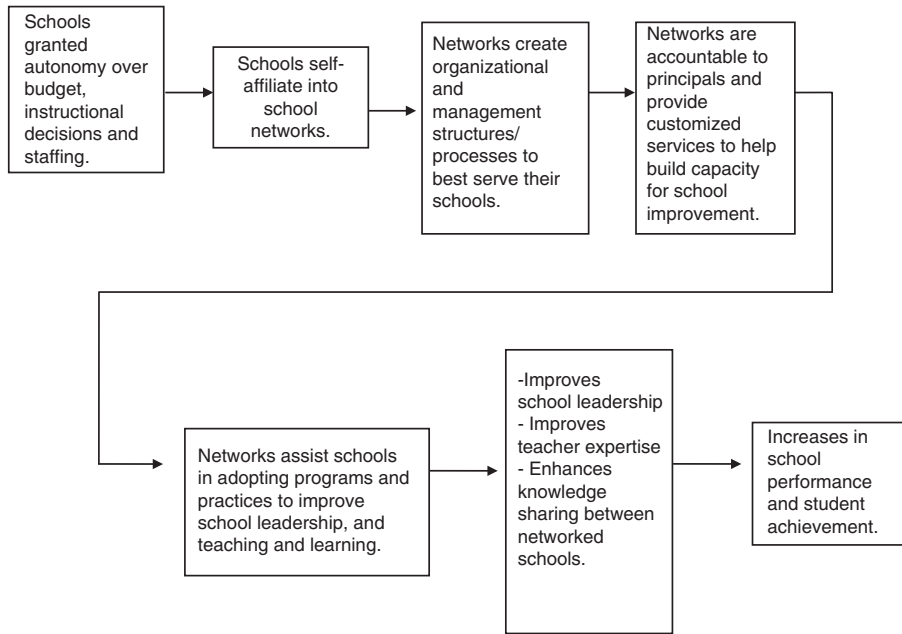 Schools
granted
autonomy over
budget,
instructional
decisions and
staffing.
Schools self-
affiliate into
school
networks.
Networks create
organizational
and
management
structures/
processes to
best serve their
schools.
Networks are
accountable to
principals and
provide
customized
services to help
build capacity
for school
improvement.
Networks assist schools
in adopting programs and
practices to improve
school leadership, and
teaching and learning.
-Improves
school leadership
- Improves
teacher expertise
- Enhances
knowledge
sharing between
networked
schools.
Increases in
school
performance
and student
achievement.